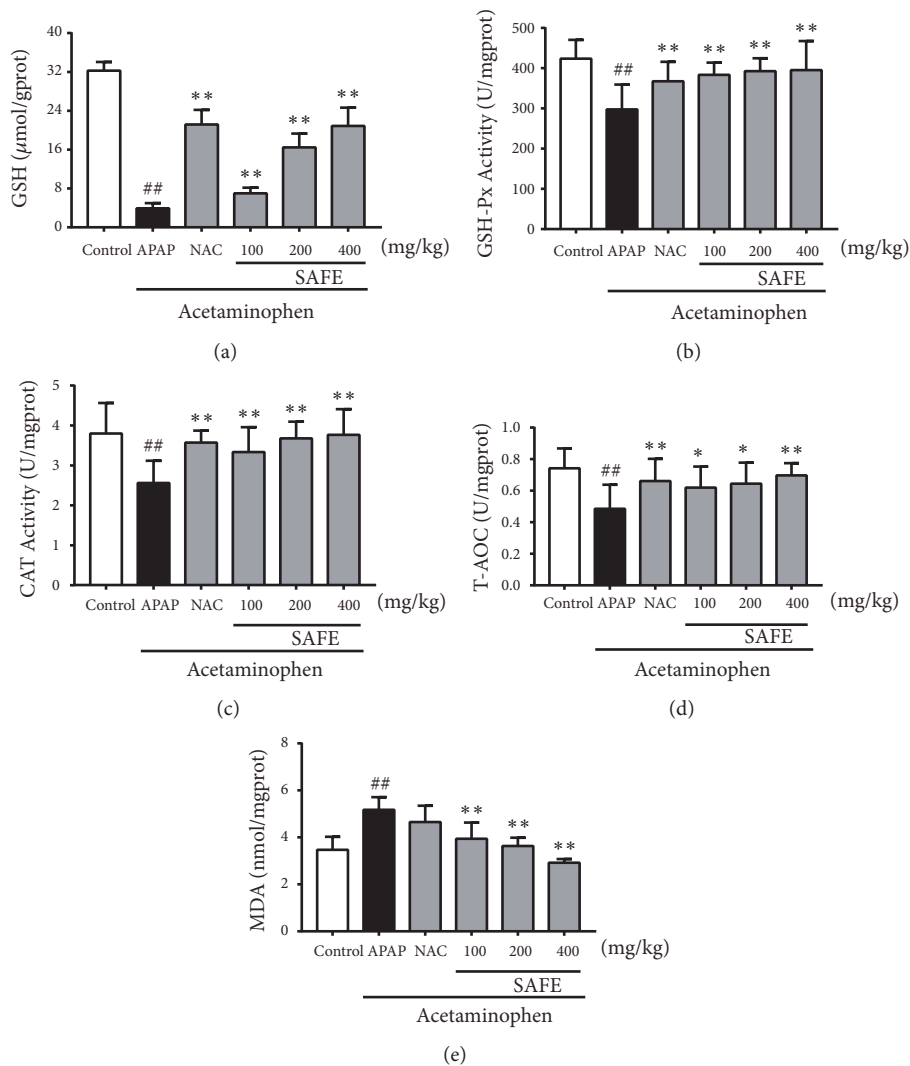 GSH (µmol/gprot)
32
24
16
8
0
##
**
**
**
**
Control APAP NAC 100 200 400 (mg/kg)
SAFE
Acetaminophen
(a)
GSH-Px Activity (U/mgprot)
500
400
300
200
100
0
##
**
**
**
**
Control APAP NAC 100 200 400 (mg/kg)
SAFE
Acetaminophen
(b)
CAT Activity (U/mgprot)
5
4
3
2
1
0
##
**
**
**
**
Control APAP NAC 100 200 400 (mg/kg)
SAFE
Acetaminophen
(c)
T-AOC (U/mgprot)
1.0
0.8
0.6
0.4
0.2
0.0
##
**
*
*
**
Control APAP NAC 100 200 400 (mg/kg)
SAFE
Acetaminophen
(d)
MDA (nmol/mgprot)
8
6
4
2
0
##
**
**
**
Control APAP NAC 100 200 400 (mg/kg)
SAFE
Acetaminophen
(e)